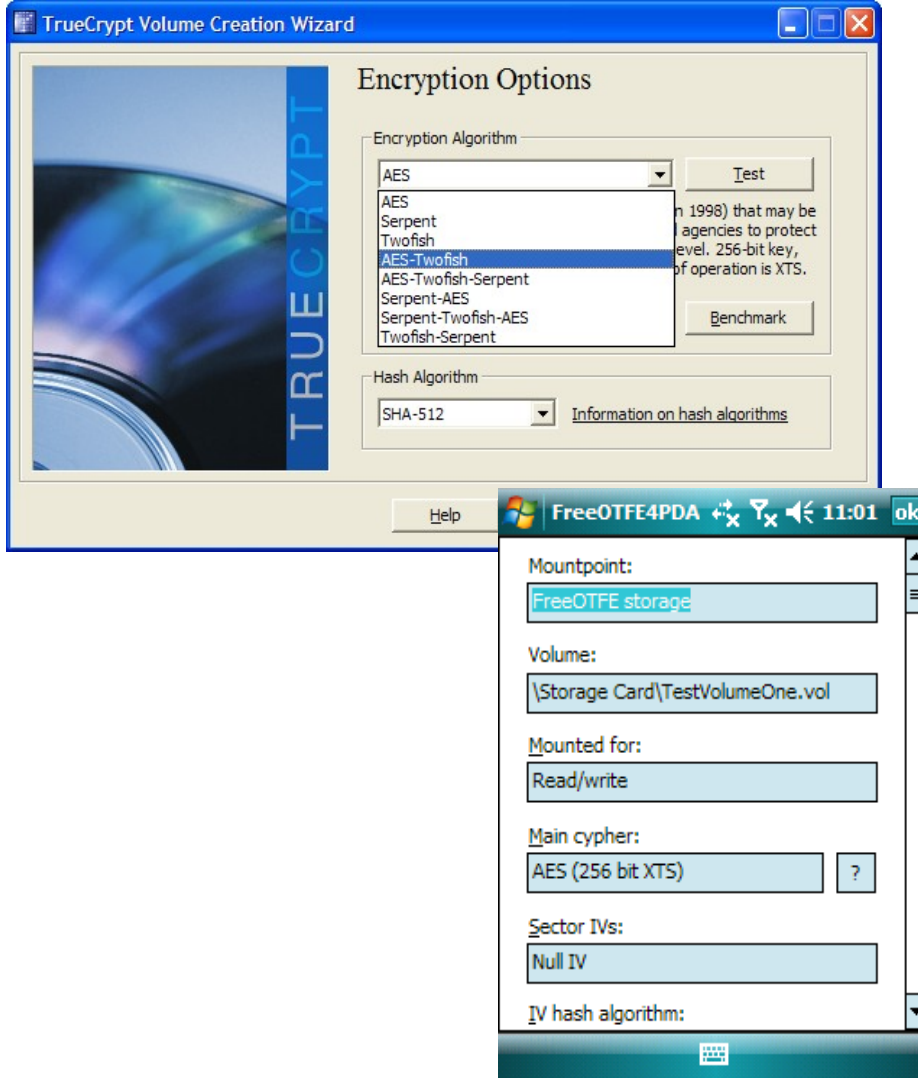 TrueCrypt Volume Creation Wizard
TRUECRYPT
Encryption Options
Encryption Algorithm
AES
Test
AES
Serpent
Twofish
AES-Twofish
AES-Twofish-Serpent
Serpent-AES
Serpent-Twofish-AES
Twofish-Serpent
n 1998) that may be
l agencies to protect
evel. 256-bit key,
of operation is XTS.
Benchmark
Hash Algorithm
SHA-512
Information on hash algorithms
Help
FreeOTFE4PDA 11:01 ok
Mountpoint:
FreeOTFE storage
Volume:
\Storage Card\TestVolumeOne.vol
Mounted for:
Read/write
Main cypher:
AES (256 bit XTS)
?
Sector IVs:
Null IV
IV hash algorithm: